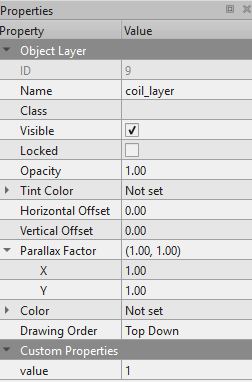 Properties
Property Value
Object Layer
ID 9
Name coil_layer
Class
Visible
Locked
Opacity 1.00
Tint Color Not set
Horizontal Offset 0.00
Vertical Offset 0.00
Parallax Factor (1.00, 1.00)
X 1.00
Y 1.00
Color Not set
Drawing Order Top Down
Custom Properties
value 1